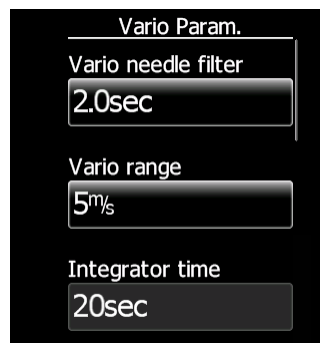 Vario Param.
Vario needle filter
2.0sec
Vario range
5m/s
Integrator time
20sec